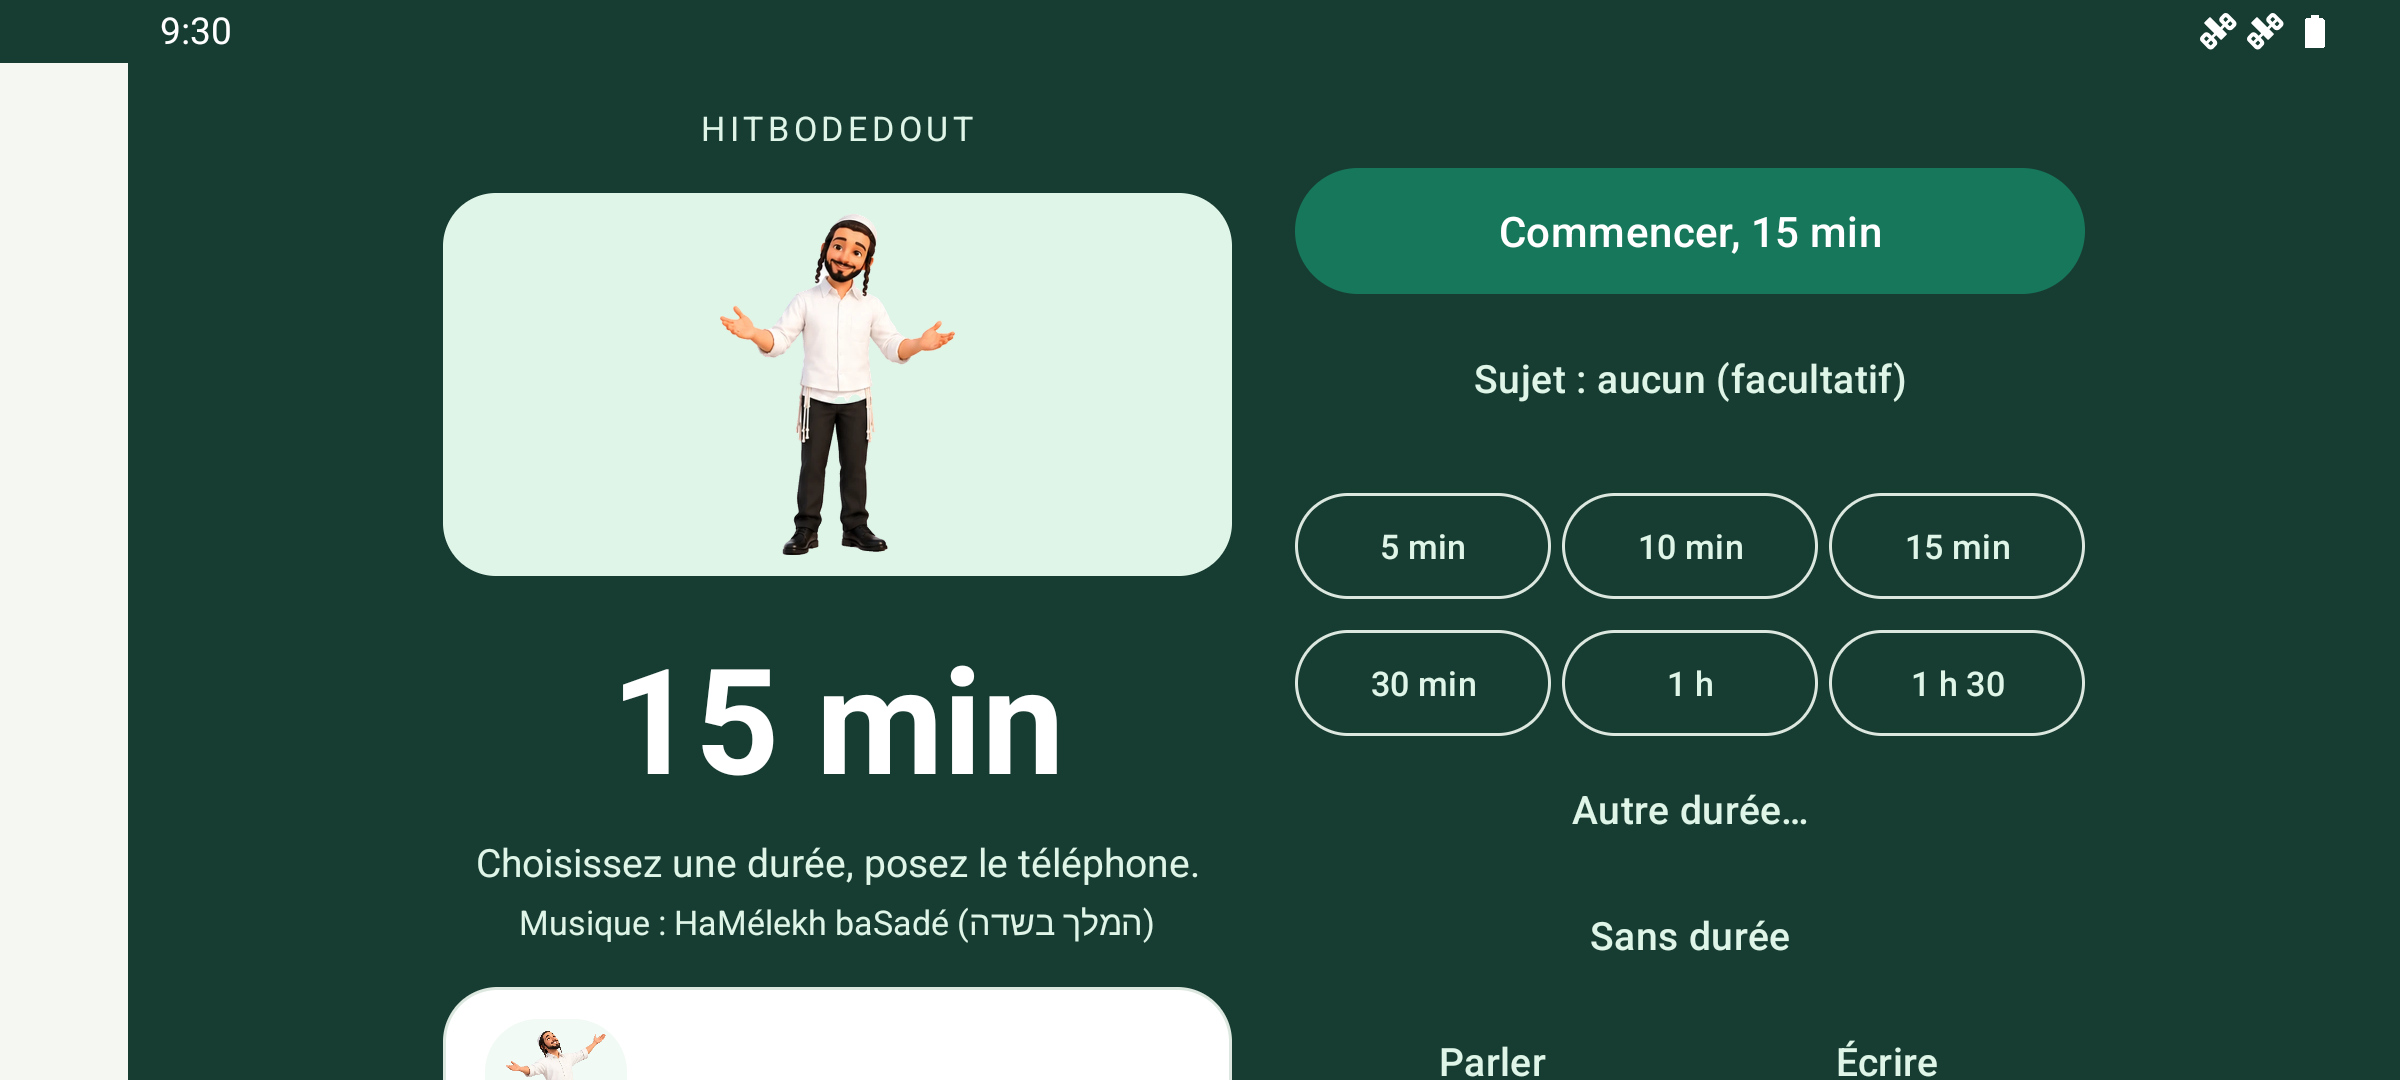 9:30
HITBODEDOUT
15 min
Choisissez une durée, posez le téléphone.
Musique : HaMélekh baSadé (המלך בשדה)
Commencer, 15 min
Sujet : aucun (facultatif)
5 min
10 min
15 min
30 min
1 h
1 h 30
Autre durée…
Sans durée
Parler
Écrire